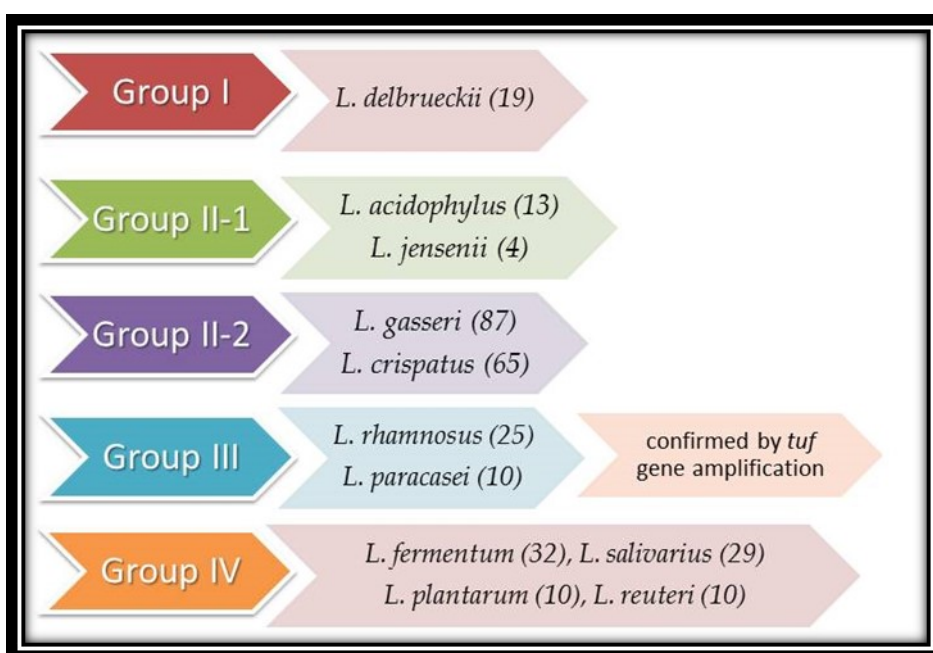 Group I
L. delbrueckii (19)
Group II-1
L. acidophylus (13)
L. jensenii (4)
Group II-2
L. gasseri (87)
L. crispatus (65)
Group III
L. rhamnosus (25)
L. paracasei (10)
confirmed by tuf
gene amplification
Group IV
L. fermentum (32), L. salivarius (29)
L. plantarum (10), L. reuteri (10)